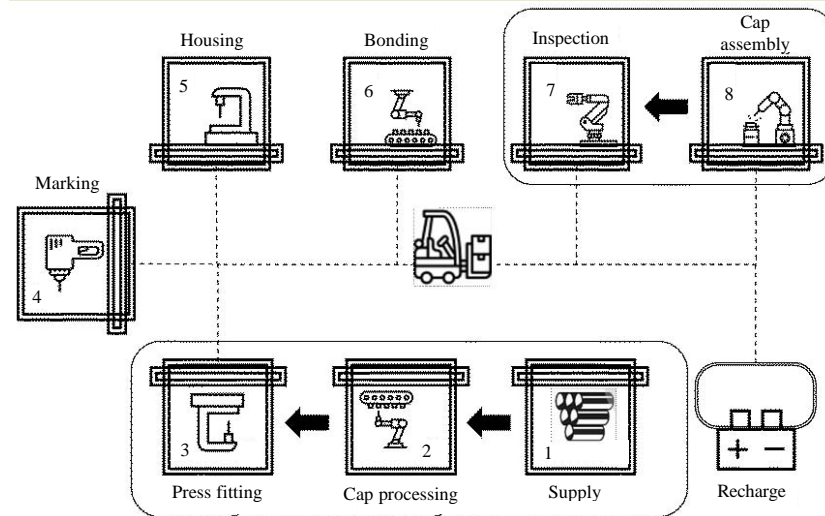 Housing
Bonding
Inspection
Cap
assembly
5
6
7
8
Marking
4
3
2
1
+ −
Press fitting
Cap processing
Supply
Recharge